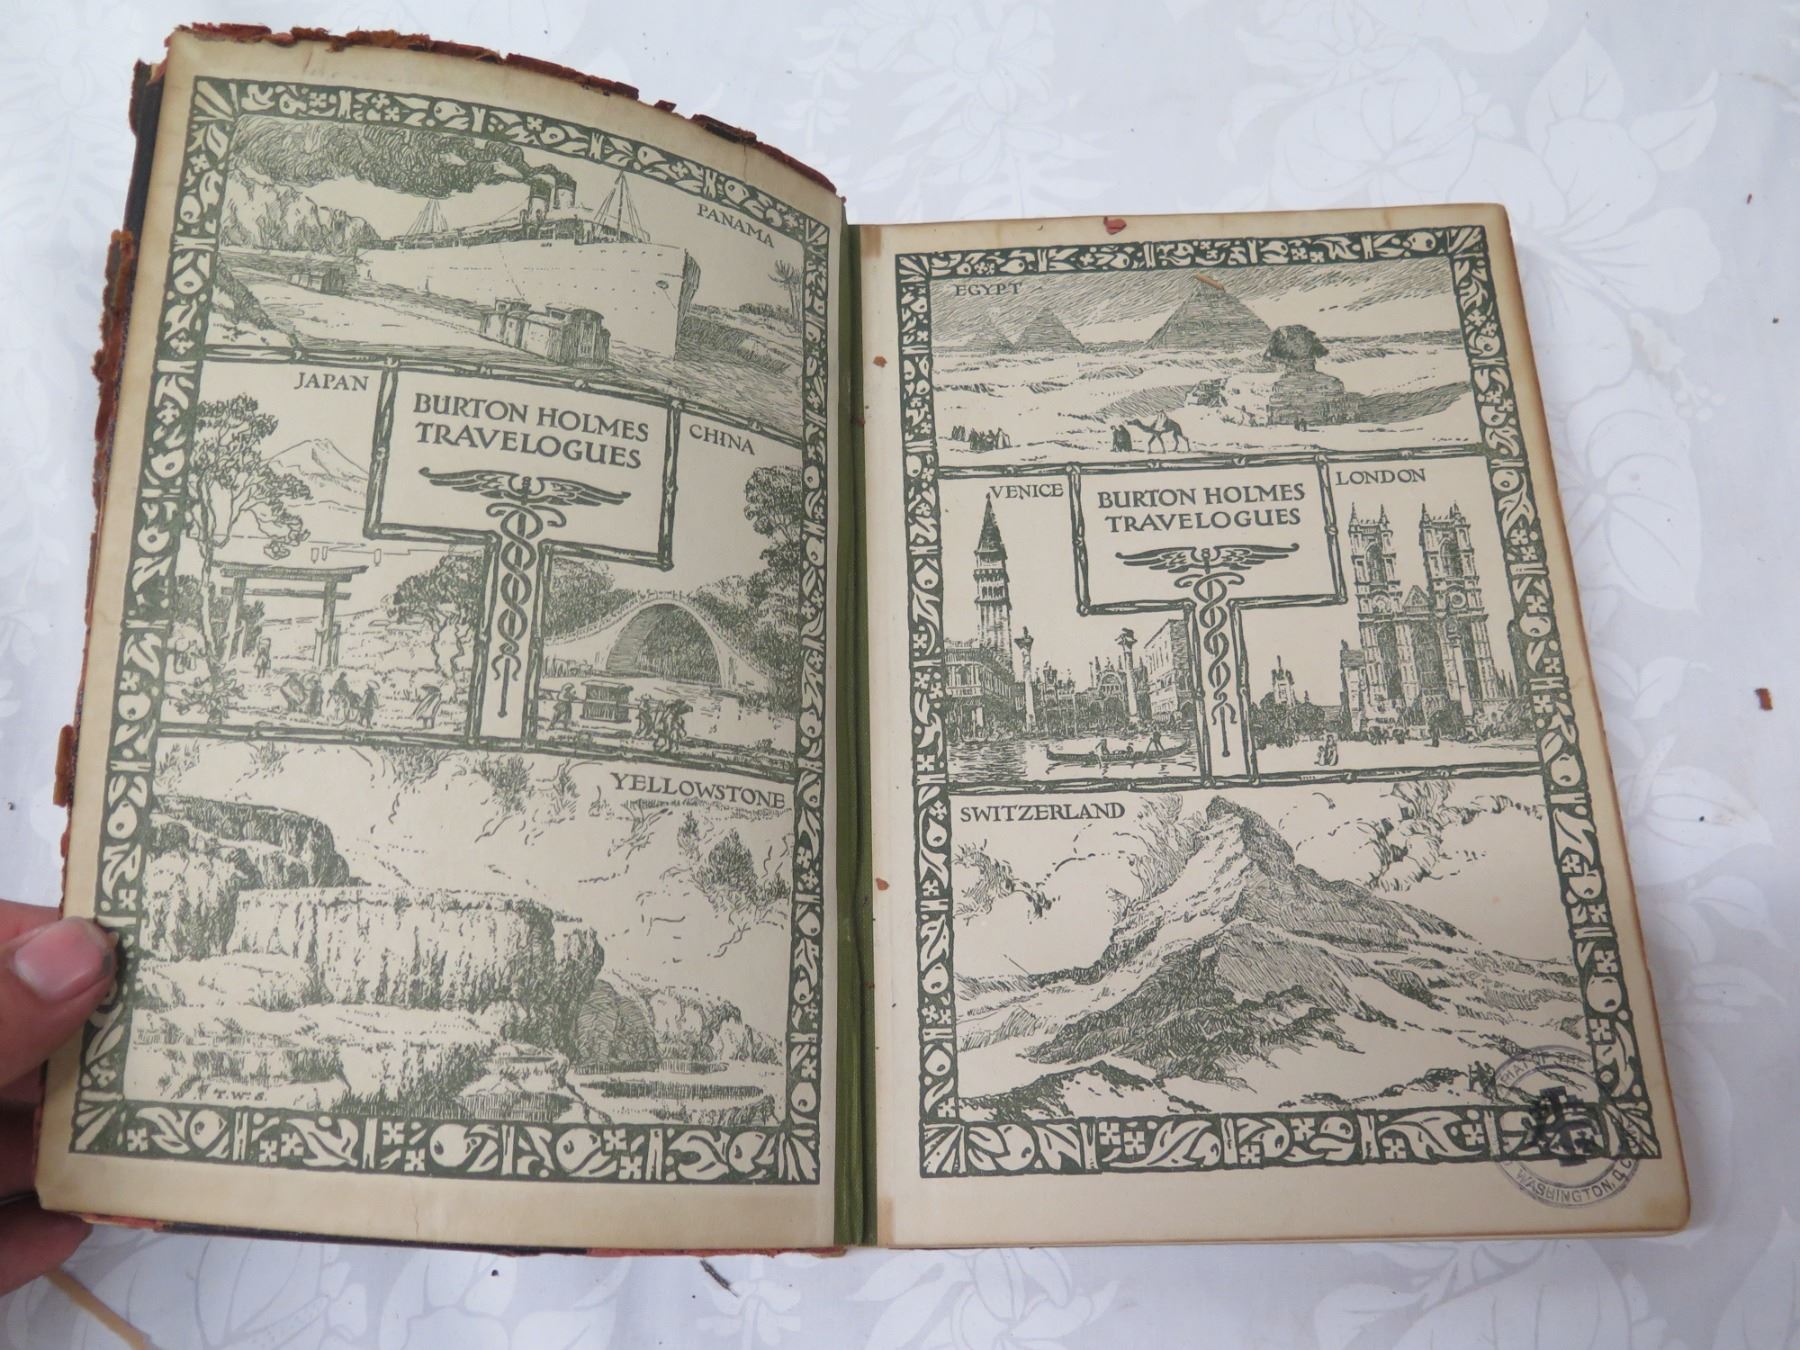 PANAMA
JAPAN
BURTON HOLMES
TRAVELOGUES
CHINA
YELLOWSTONE
T.W.S.
EGYPT
VENICE
BURTON HOLMES
TRAVELOGUES
LONDON
SWITZERLAND
WASHINGTON, D.C.